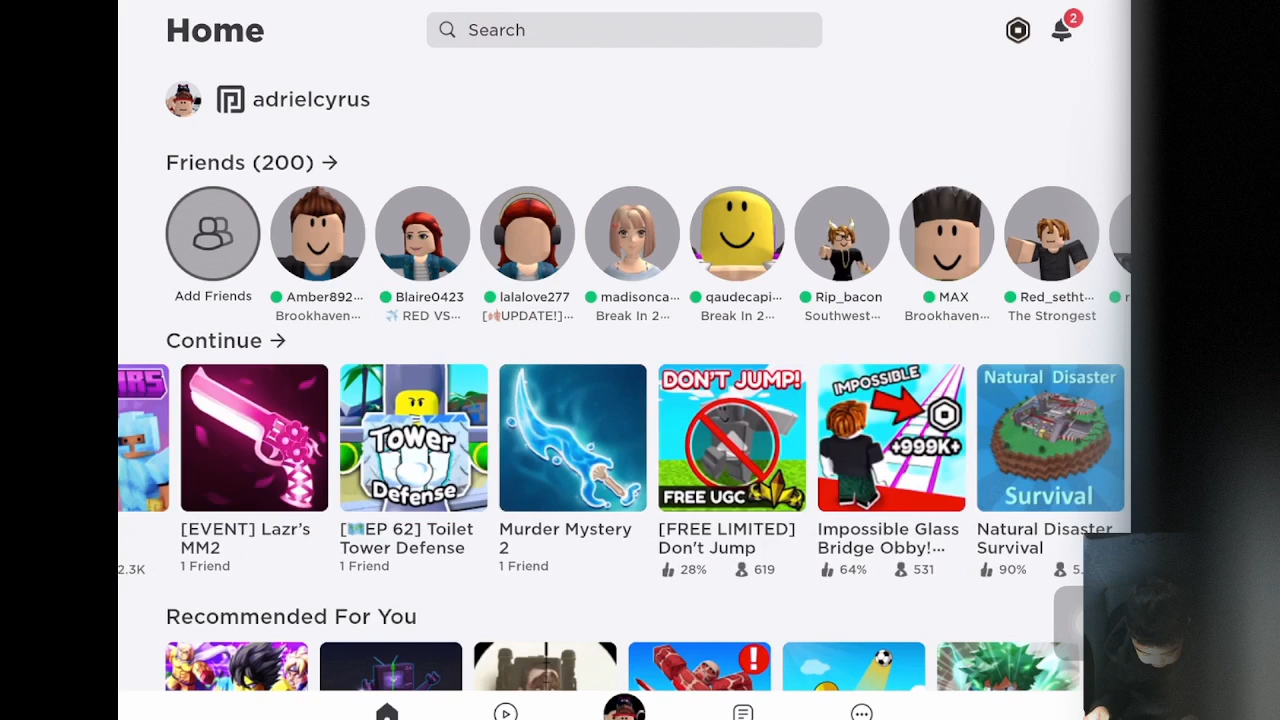 Home
Search
2
adrielcyrus
Friends (200)
Add Friends
Amber892...
Blaire0423
lalalove277
madisonca...
qaudecapi...
Rip_bacon
MAX
Red_setht...
Brookhaven...
RED VS...
UPDATE!]...
Break In 2...
Break In 2...
Southwest...
Brookhaven...
The Strongest
Continue
Tower
Defense
DON'T JUMP!
FREE UGC
IMPOSSIBLE
+999K+
Natural Disaster
Survival
[EVENT] Lazr's
MM2
1 Friend
EP 62] Toilet
Tower Defense
1 Friend
Murder Mystery
2
1 Friend
[FREE LIMITED]
Don't Jump
28% 619
Impossible Glass
Bridge Obby!...
64% 531
Natural Disaster
Survival
90% 5.
2.3K
Recommended For You
!